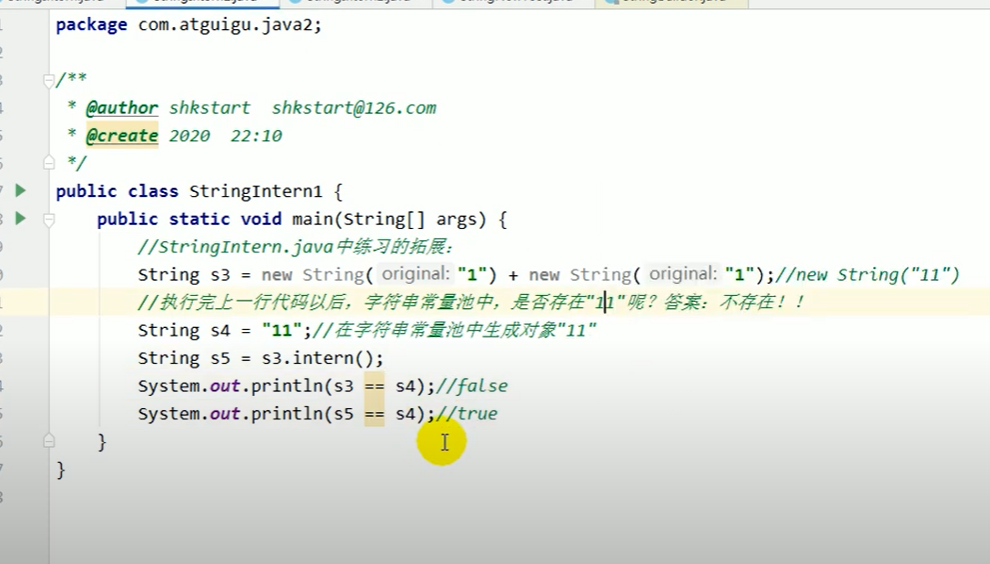 package com.atguigu.java2;
/**
* @author shkstart  shkstart@126.com
* @create 2020  22:10
*/
public class StringIntern1 {
public static void main(String[] args) {
//StringIntern.java中练习的拓展：
String s3 = new String( original: "1") + new String( original: "1");//new String("11")
//执行完上一行代码以后，字符串常量池中，是否存在"11"呢？答案：不存在！！
String s4 = "11";//在字符串常量池中生成对象"11"
String s5 = s3.intern();
System.out.println(s3 == s4);//false
System.out.println(s5 == s4);//true
}
}